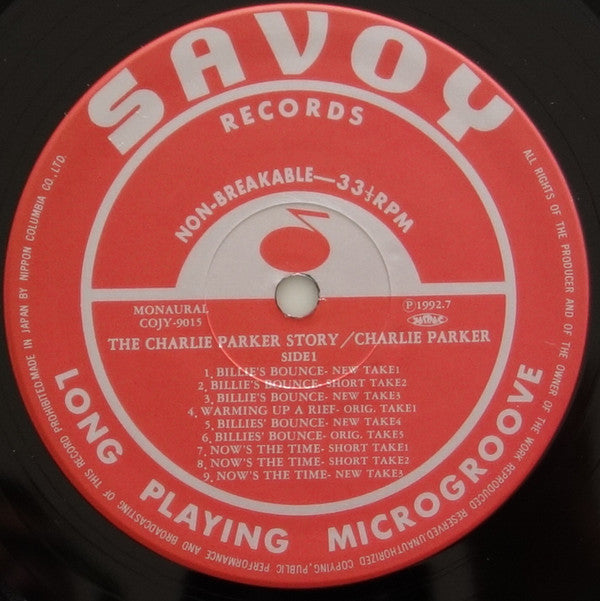 SAVOY
RECORDS
NON-BREAKABLE—33⅓RPM
MONAURAL
COJY-9015
Ⓟ1992.7
THE CHARLIE PARKER STORY/CHARLIE PARKER
SIDE1
1, BILLIE'S BOUNCE- NEW TAKE1
2, BILLIE'S BOUNCE- SHORT TAKE2
3, BILLIE'S BOUNCE- NEW TAKE3
4, WARMING UP A RIEF- ORIG. TAKE1
5, BILLIES' BOUNCE- NEW TAKE4
6, BILLIES' BOUNCE- ORIG. TAKE5
7, NOW'S THE TIME- SHORT TAKE1
8, NOW'S THE TIME- SHORT TAKE2
9, NOW'S THE TIME- NEW TAKE3
LONG PLAYING MICROGROOVE
ALL RIGHTS OF THE PRODUCER AND OF THE OWNER OF THE WORK REPRODUCED RESERVED.UNAUTHORIZED COPYING,PUBLIC PERFORMANCE AND BROADCASTING OF THIS RECORD PROHIBITED.MADE IN JAPAN BY NIPPON COLUMBIA CO.,LTD.